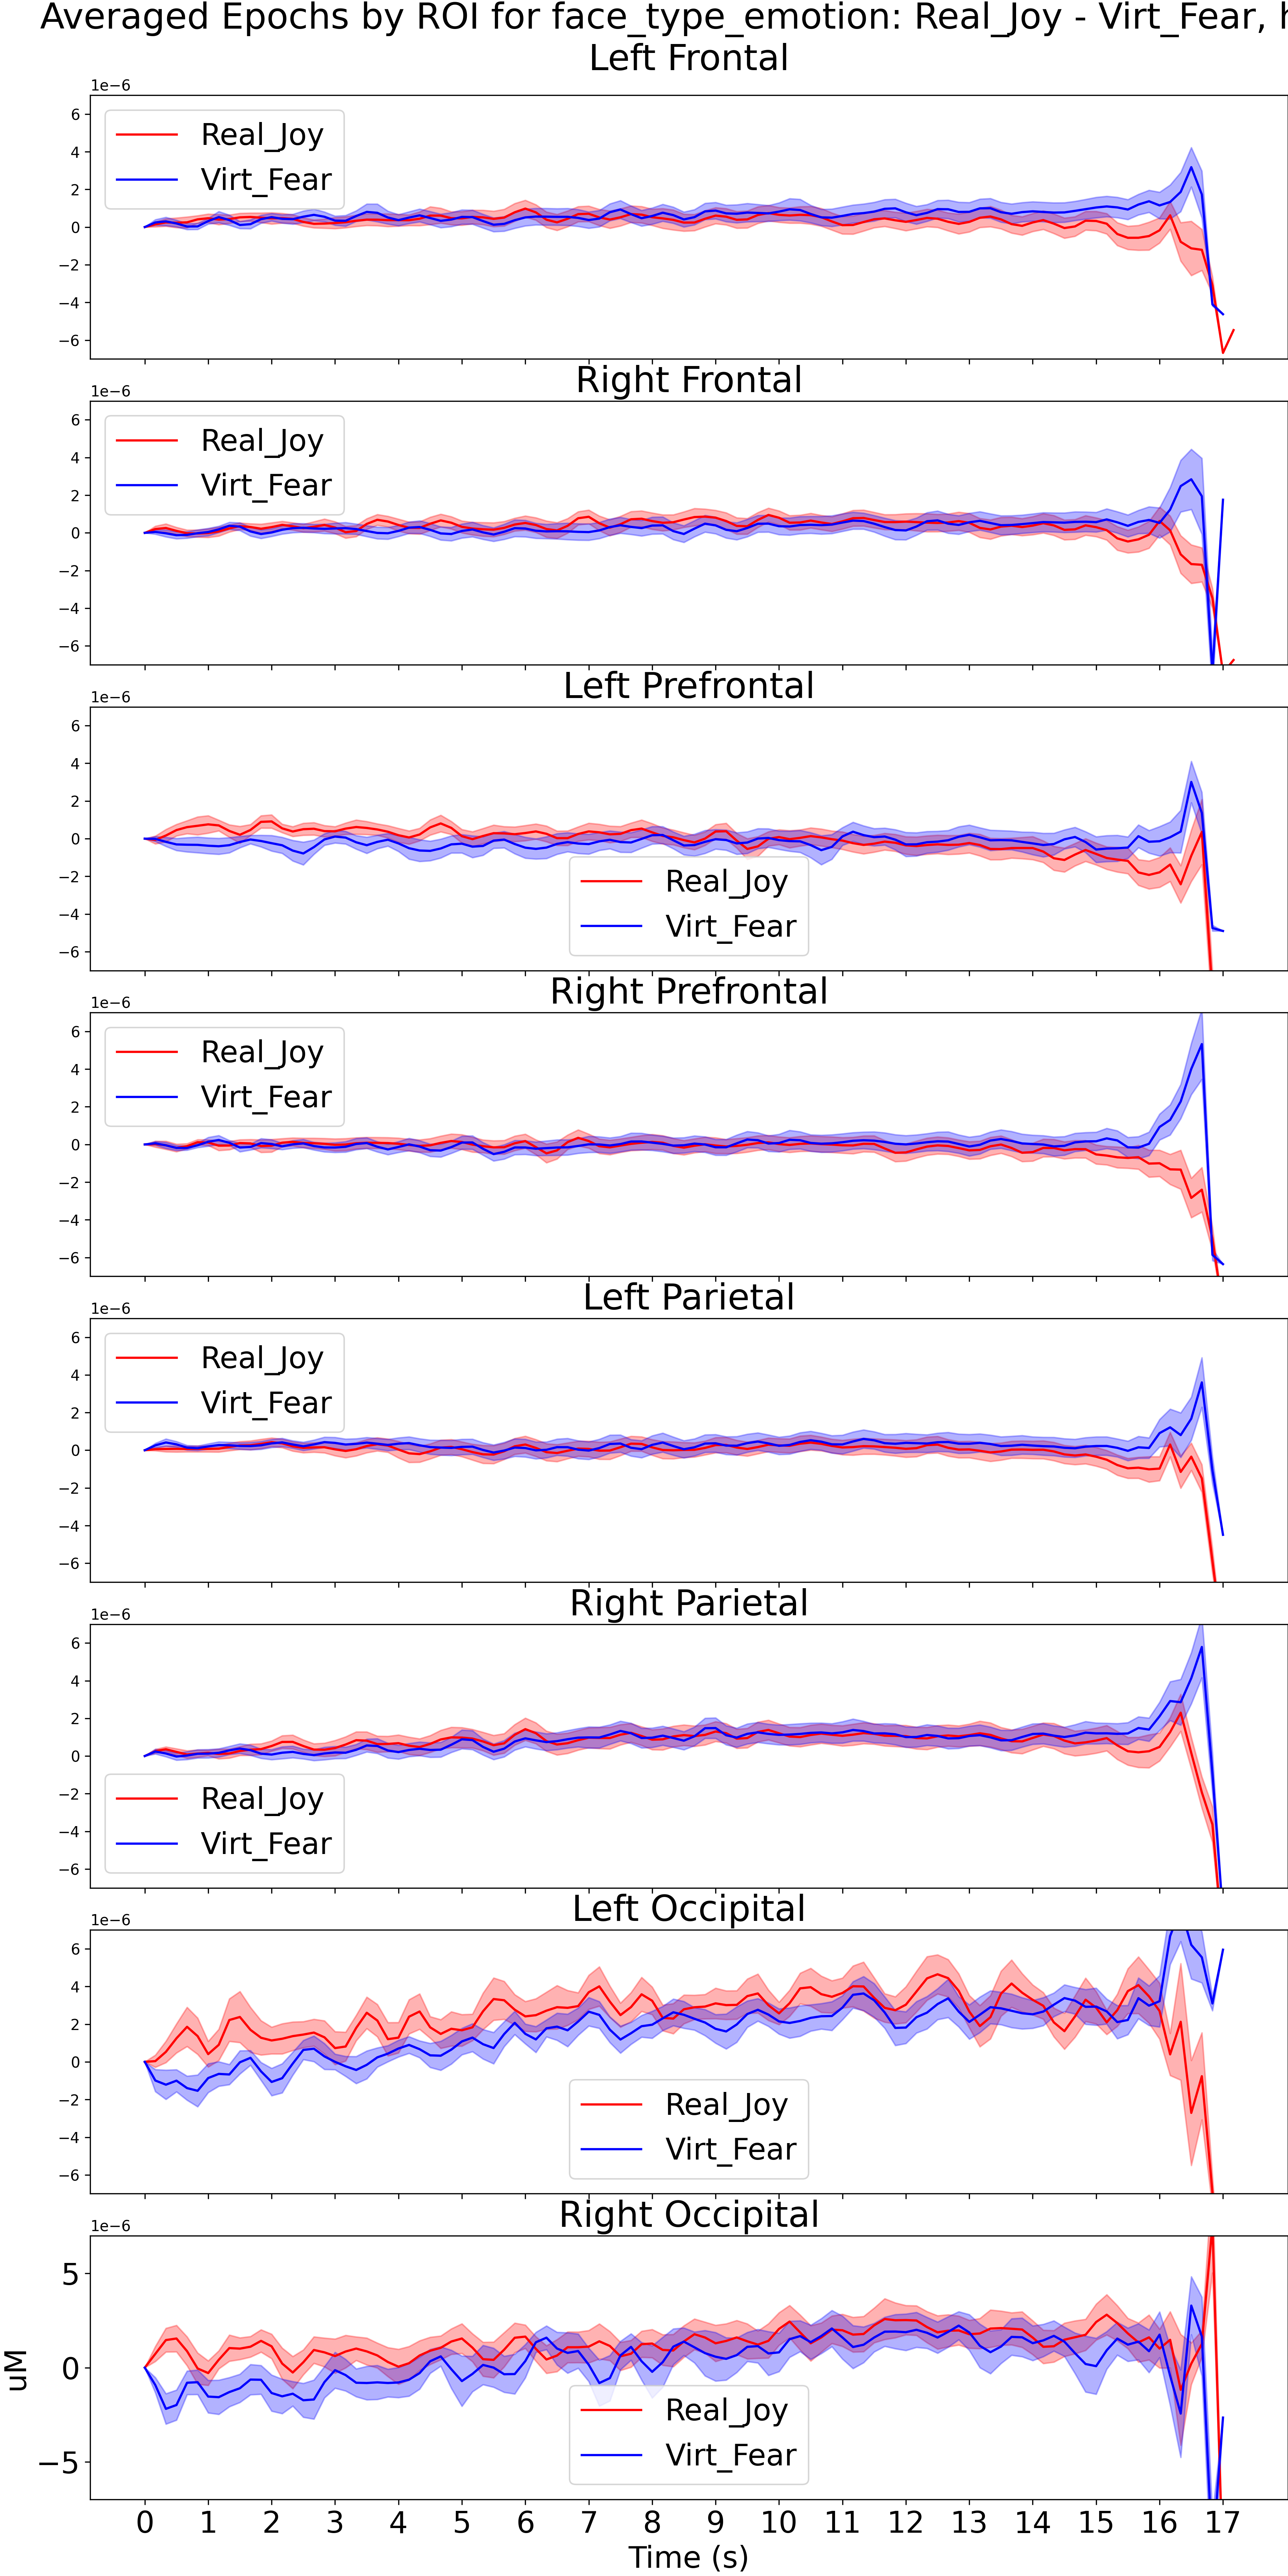 Averaged Epochs by ROI for face_type_emotion: Real_Joy - Virt_Fear, h
Left Frontal
1e−6
6
4
2
0
−2
−4
−6
Real_Joy
Virt_Fear
Right Frontal
1e−6
6
4
2
0
−2
−4
−6
Real_Joy
Virt_Fear
Left Prefrontal
1e−6
6
4
2
0
−2
−4
−6
Real_Joy
Virt_Fear
Right Prefrontal
1e−6
6
4
2
0
−2
−4
−6
Real_Joy
Virt_Fear
Left Parietal
1e−6
6
4
2
0
−2
−4
−6
Real_Joy
Virt_Fear
Right Parietal
1e−6
6
4
2
0
−2
−4
−6
Real_Joy
Virt_Fear
Left Occipital
1e−6
6
4
2
0
−2
−4
−6
Real_Joy
Virt_Fear
Right Occipital
1e−6
5
0
−5
uM
Real_Joy
Virt_Fear
0 1 2 3 4 5 6 7 8 9 10 11 12 13 14 15 16 17
Time (s)